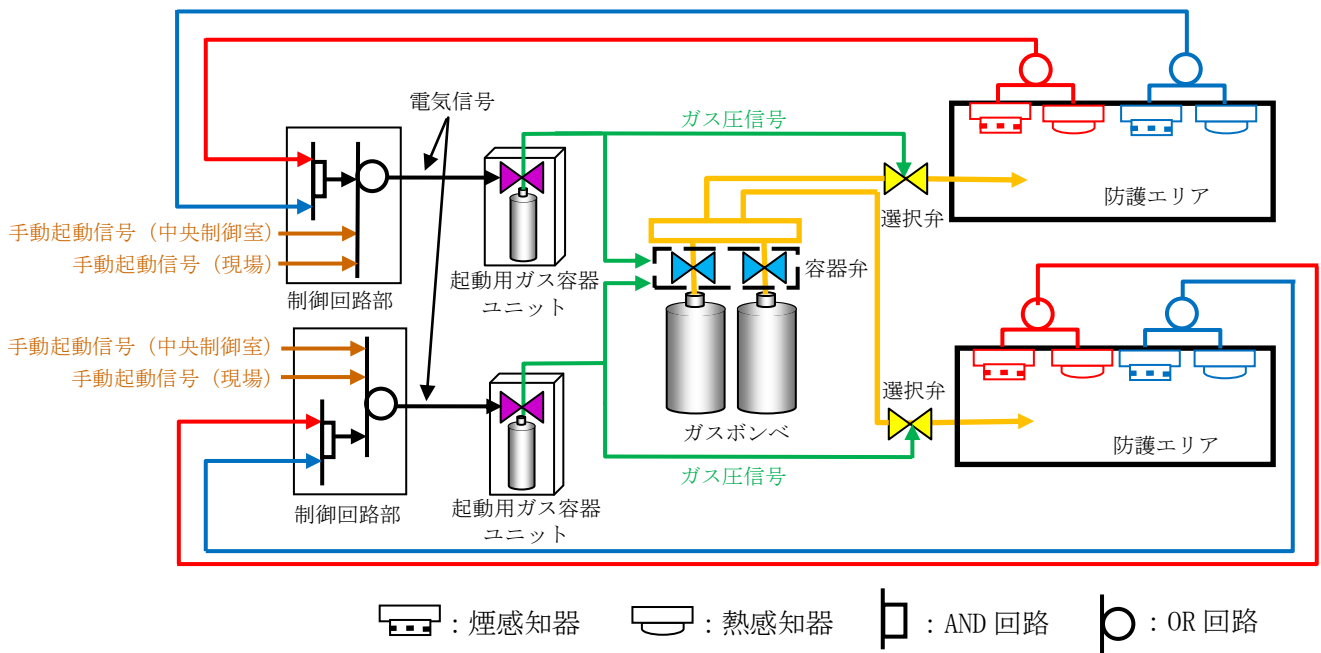 電気信号
ガス圧信号
防護エリア
選択弁
手動起動信号（中央制御室）
手動起動信号（現場）
制御回路部
起動用ガス容器
ユニット
容器弁
手動起動信号（中央制御室）
手動起動信号（現場）
制御回路部
起動用ガス容器
ユニット
ガスボンベ
選択弁
防護エリア
ガス圧信号
：煙感知器
：熱感知器
：AND 回路
：OR 回路